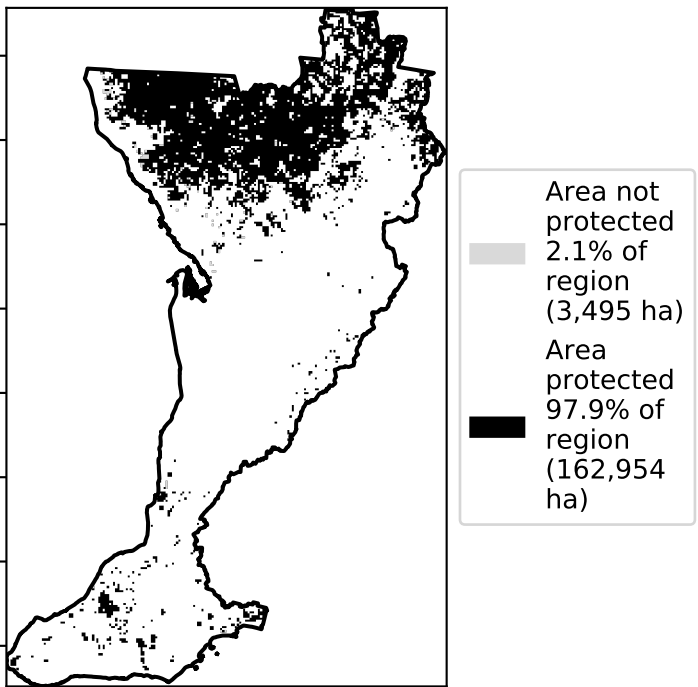 Area not
protected
2.1% of
region
(3,495 ha)
Area
protected
97.9% of
region
(162,954
ha)